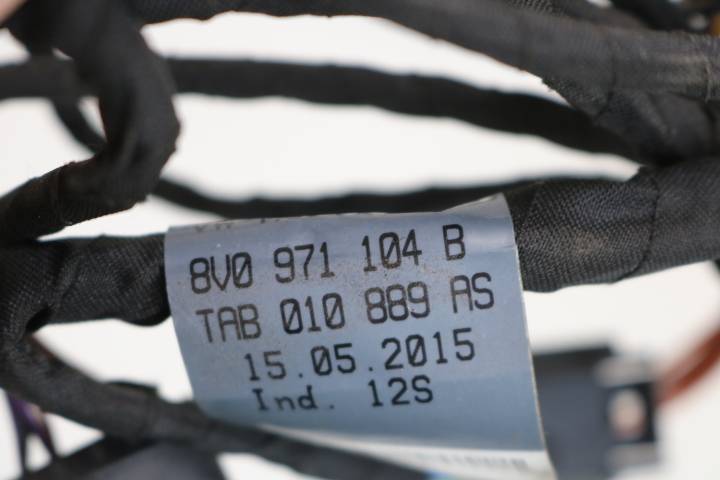 8V0 971 104 B
TAB 010 889 AS
15.05.2015
Ind. 12S